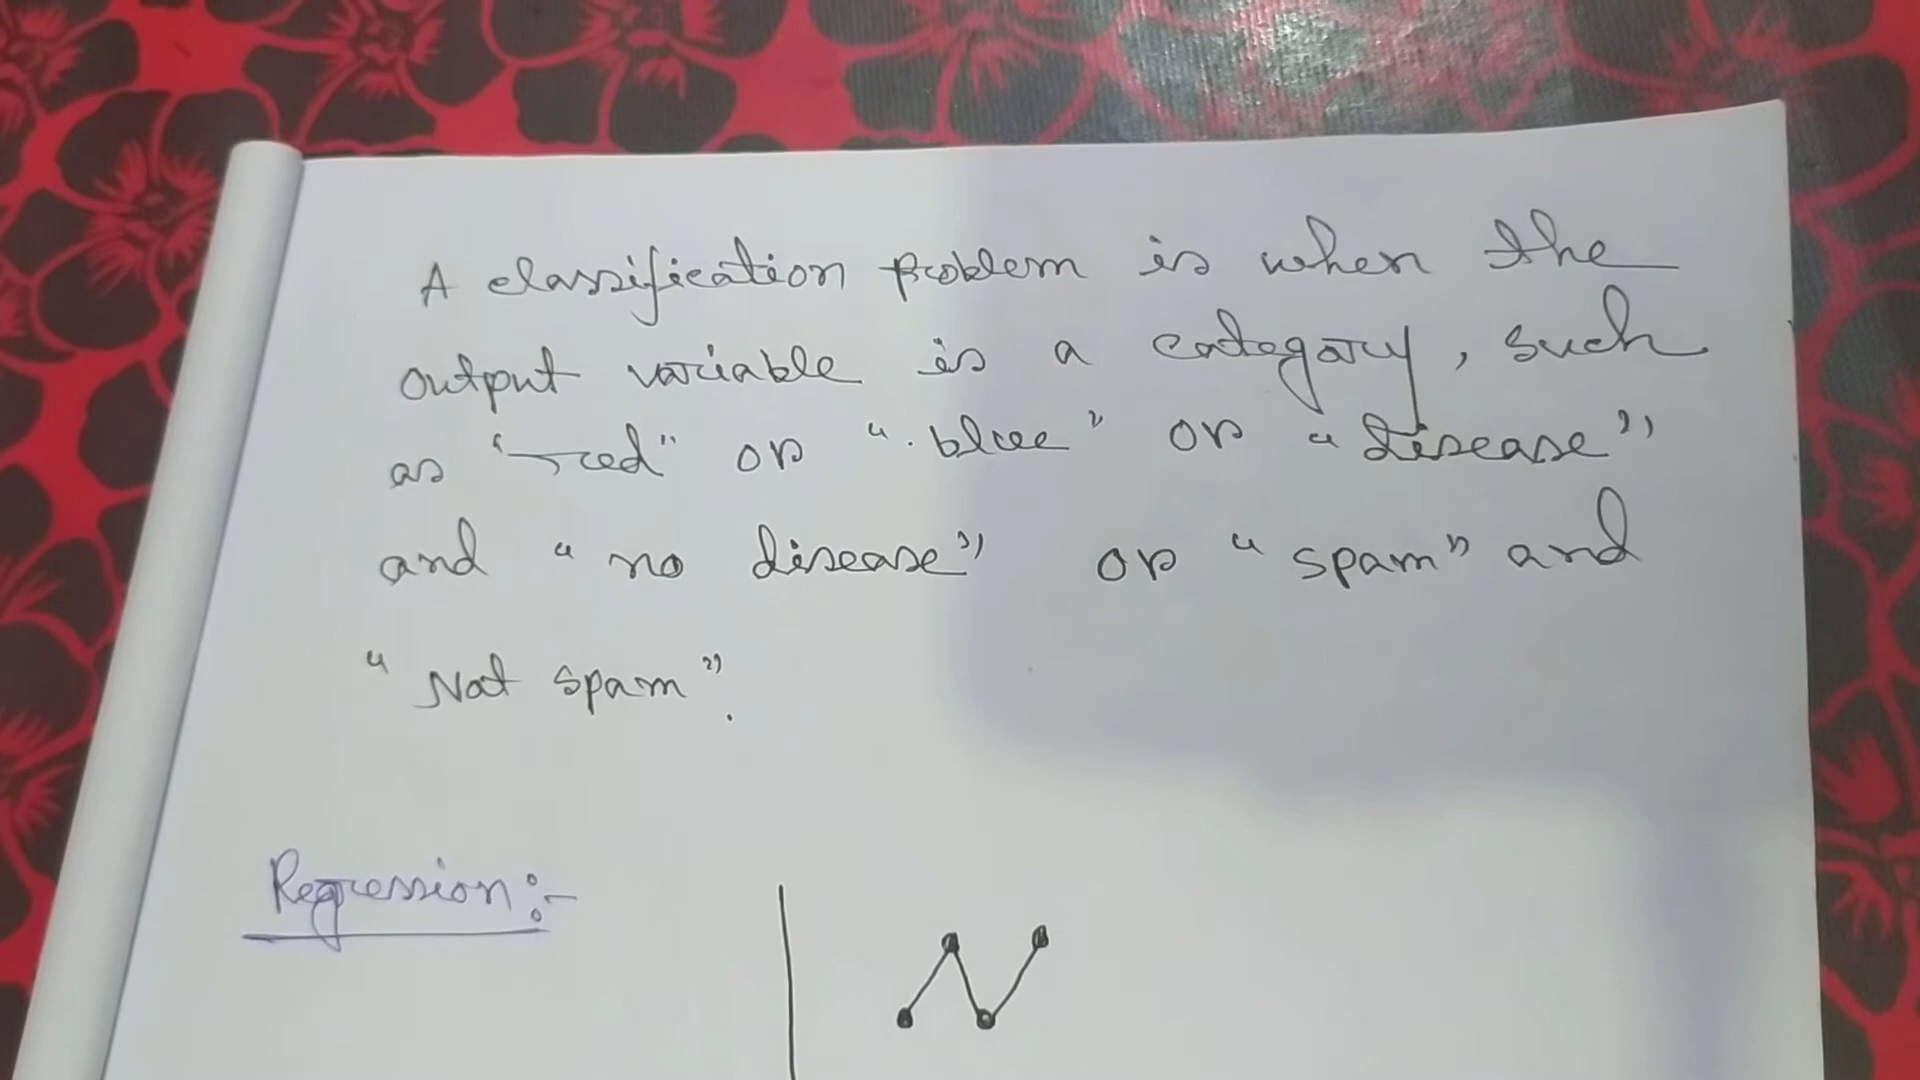 A classification problem is when the
output variable is a category, such
as "red" or "blue" or "disease"
and "no disease" or "spam" and
"Not spam".
Regression:-